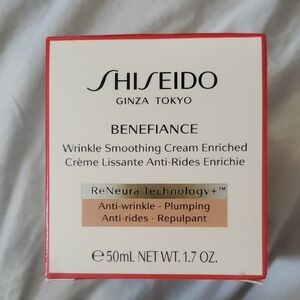 SHISEIDO
GINZA TOKYO
BENEFIANCE
Wrinkle Smoothing Cream Enriched
Crème Lissante Anti-Rides Enrichie
ReNeura Technology+™
Anti-wrinkle - Plumping
Anti-rides - Repulpant
℮50mL NET WT. 1.7 OZ.